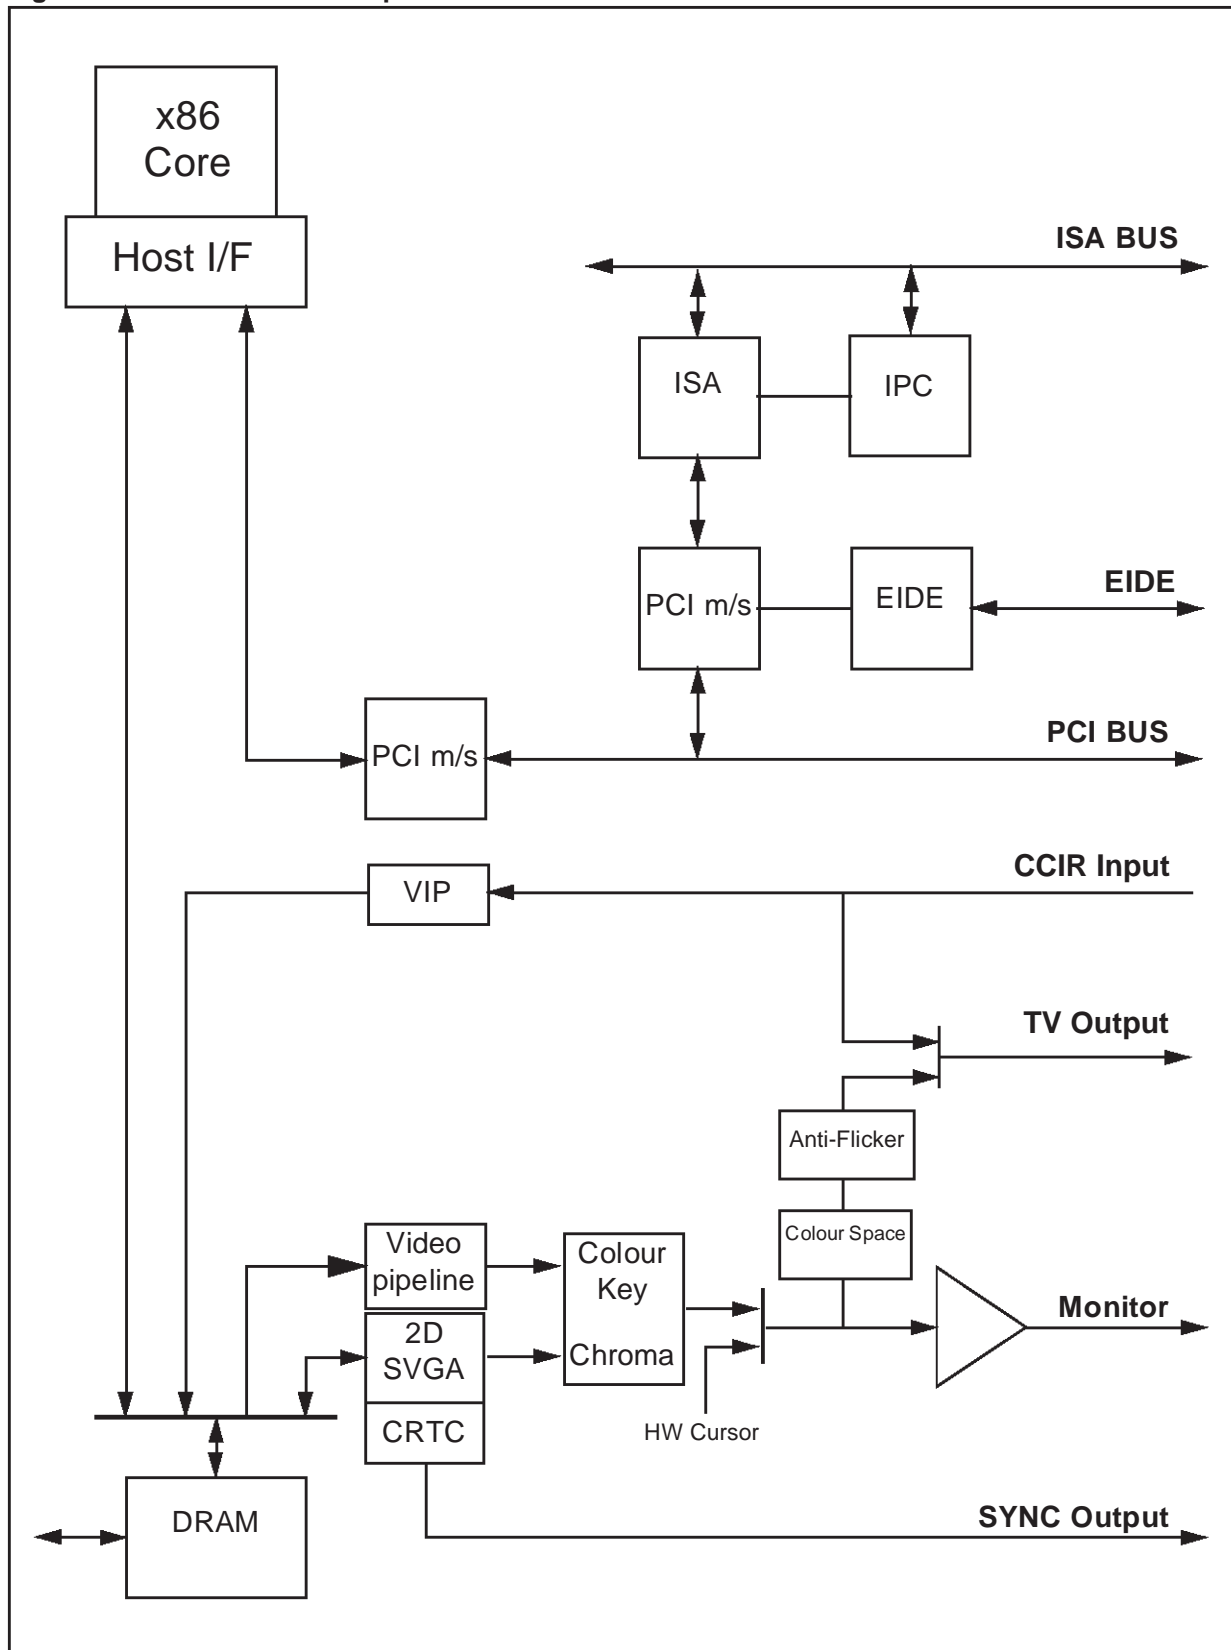 x86
Core
Host I/F
ISA BUS
ISA
IPC
PCI m/s
EIDE
EIDE
PCI m/s
PCI BUS
VIP
CCIR Input
TV Output
Anti-Flicker
Colour Space
Video
pipeline
Colour
Key
Chroma
2D
SVGA
CRTC
Monitor
HW Cursor
DRAM
SYNC Output